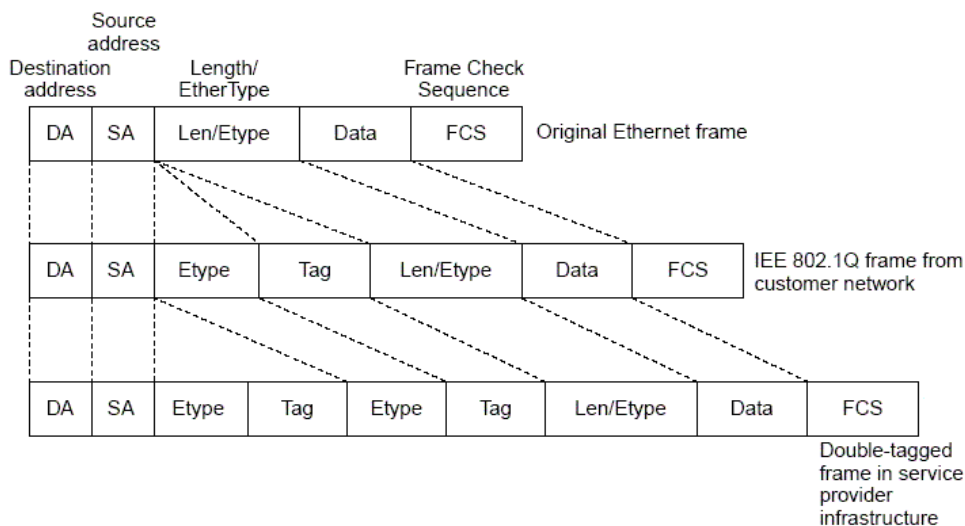 Source
address
Destination
address
Length/
EtherType
Frame Check
Sequence
DA SA Len/Etype Data FCS Original Ethernet frame
DA SA Etype Tag Len/Etype Data FCS IEE 802.1Q frame from
customer network
DA SA Etype Tag Etype Tag Len/Etype Data FCS
Double-tagged
frame in service
provider
infrastructure